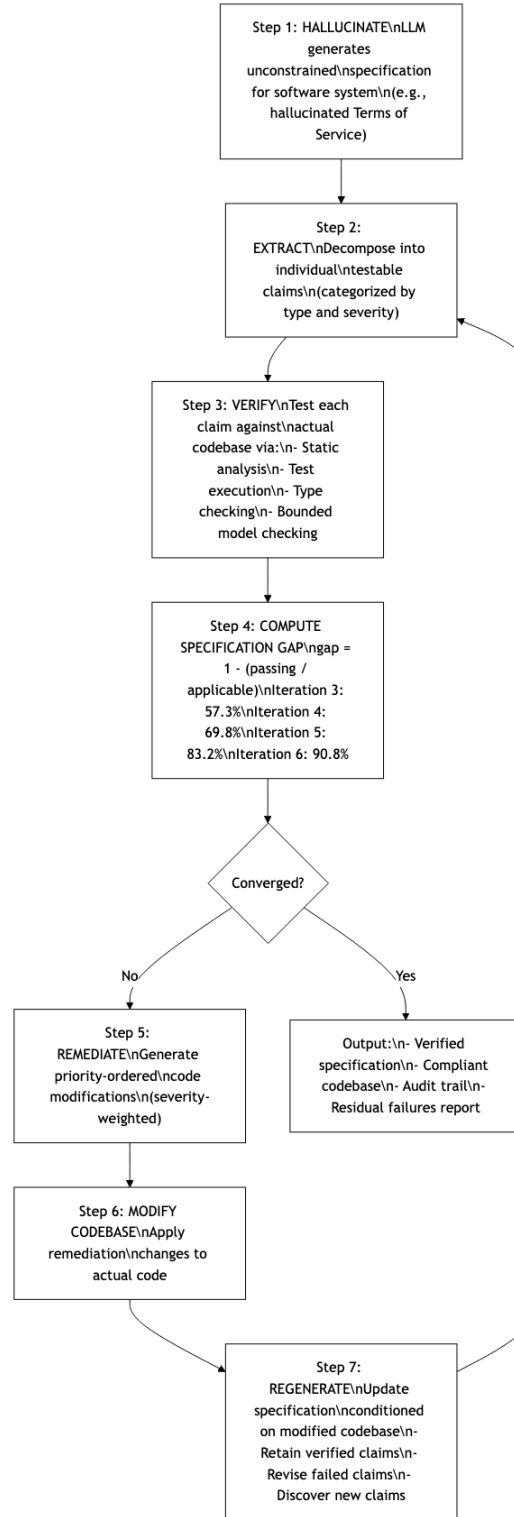 Step 1: HALLUCINATE\nLLM
generates
unconstrained\nspecification
for software system\n(e.g.,
hallucinated Terms of
Service)
Step 2:
EXTRACT\nDecompose into
individual\ntestable
claims\n(categorized by
type and severity)
Step 3: VERIFY\nTest each
claim against\nactual
codebase via:\n- Static
analysis\n- Test
execution\n- Type
checking\n- Bounded
model checking
Step 4: COMPUTE
SPECIFICATION GAP\ngap =
1 - (passing /
applicable)\nIteration 3:
57.3%\nIteration 4:
69.8%\nIteration 5:
83.2%\nIteration 6: 90.8%
Converged?
No
Yes
Step 5:
REMEDIATE\nGenerate
priority-ordered\ncode
modifications\n(severity-
weighted)
Output:\n- Verified
specification\n- Compliant
codebase\n- Audit trail\n-
Residual failures report
Step 6: MODIFY
CODEBASE\nApply
remediation\nchanges to
actual code
Step 7:
REGENERATE\nUpdate
specification\nconditioned
on modified codebase\n-
Retain verified claims\n-
Revise failed claims\n-
Discover new claims